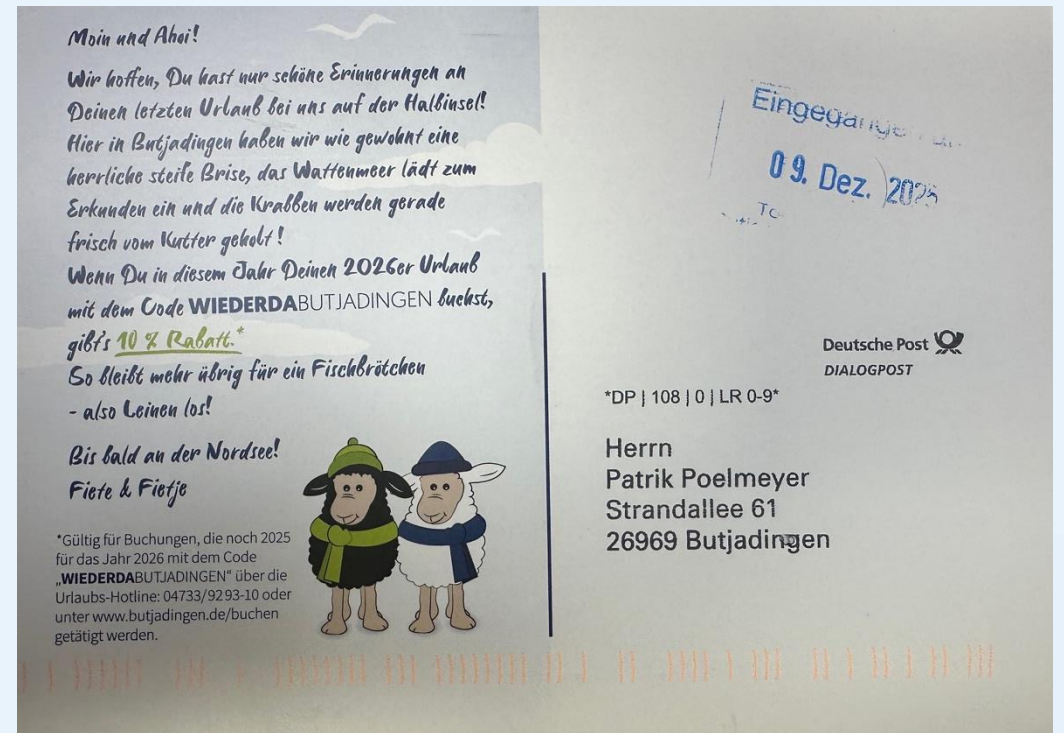 Moin und Ahoi!
Wir hoffen, Du hast nur schöne Erinnerungen an
Deinen letzten Urlaub bei uns auf der Halbinsel!
Hier in Butjadingen haben wir wie gewohnt eine
herrliche steife Brise, das Wattenmeer lädt zum
Erkunden ein und die Krabben werden gerade
frisch vom Kutter geholt!
Wenn Du in diesem Jahr Deinen 2026er Urlaub
mit dem Code WIEDERDABUTJADINGEN buchst,
gibt's 10 % Rabatt.*
So bleibt mehr übrig für ein Fischbrötchen
- also Leinen los!
Bis bald an der Nordsee!
Fiete & Fietje
*Gültig für Buchungen, die noch 2025
für das Jahr 2026 mit dem Code
„WIEDERDABUTJADINGEN“ über die
Urlaubs-Hotline: 04733/92 93-10 oder
unter www.butjadingen.de/buchen
getätigt werden.
Eingegangen
09. Dez. 2025
Deutsche Post
DIALOGPOST
*DP | 108 | 0 | LR 0-9*
Herrn
Patrik Poelmeyer
Strandallee 61
26969 Butjadingen